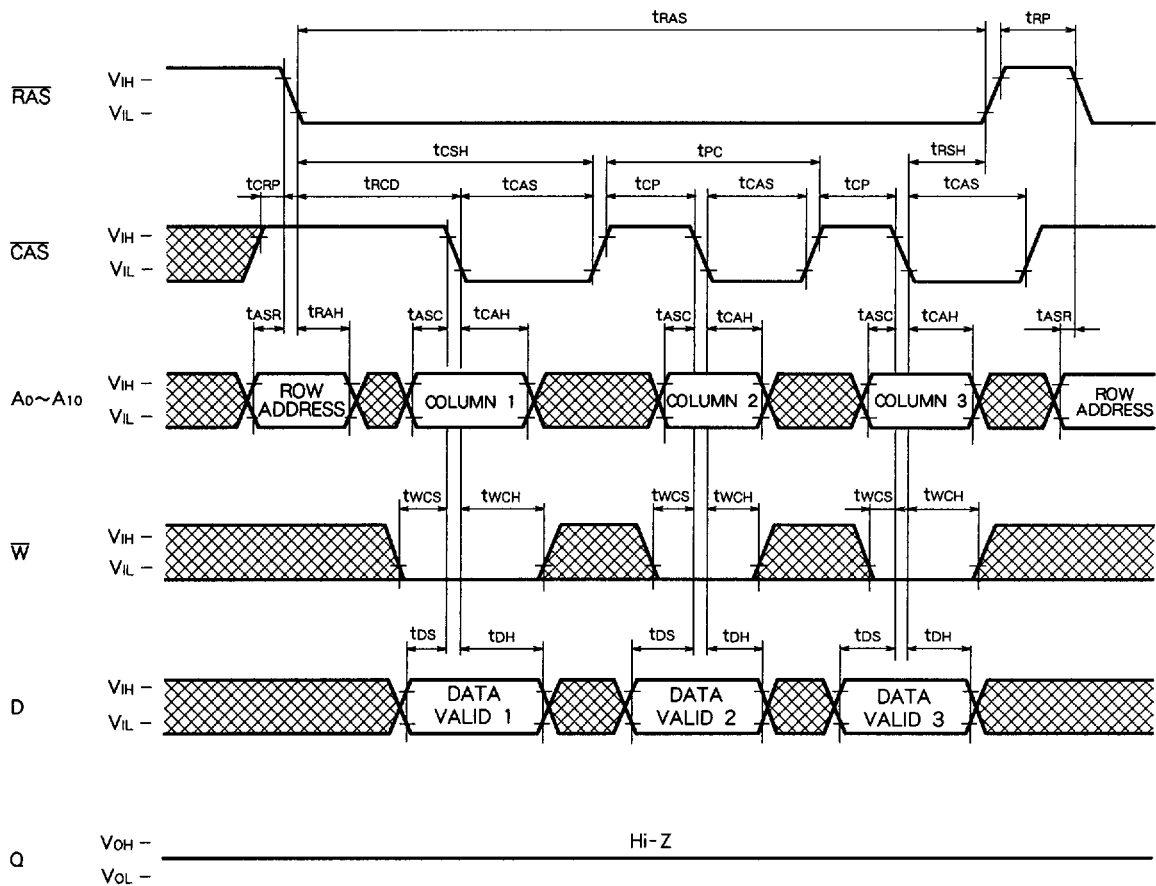 tRAS tRP
VIH –
R̅A̅S̅
VIL –
tCSH tPC tRSH
tCRP tRCD tCAS tCP tCAS tCP tCAS
VIH –
C̅A̅S̅
VIL –
tASR tRAH tASC tCAH tASC tCAH tASC tCAH tASR
VIH –
A0~A10
VIL –
ROW ADDRESS COLUMN 1 COLUMN 2 COLUMN 3 ROW ADDRESS
tWCS tWCH tWCS tWCH tWCS tWCH
VIH –
W̅
VIL –
tDS tDH tDS tDH tDS tDH
VIH –
D
VIL –
DATA VALID 1 DATA VALID 2 DATA VALID 3
VOH –
Hi-Z
Q
VOL –